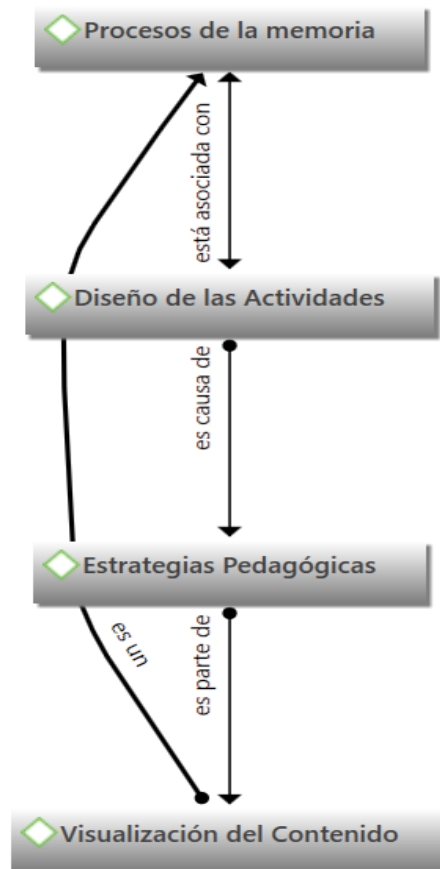 Procesos de la memoria
está asociada con
Diseño de las Actividades
es causa de
Estrategias Pedagógicas
es un
es parte de
Visualización del Contenido